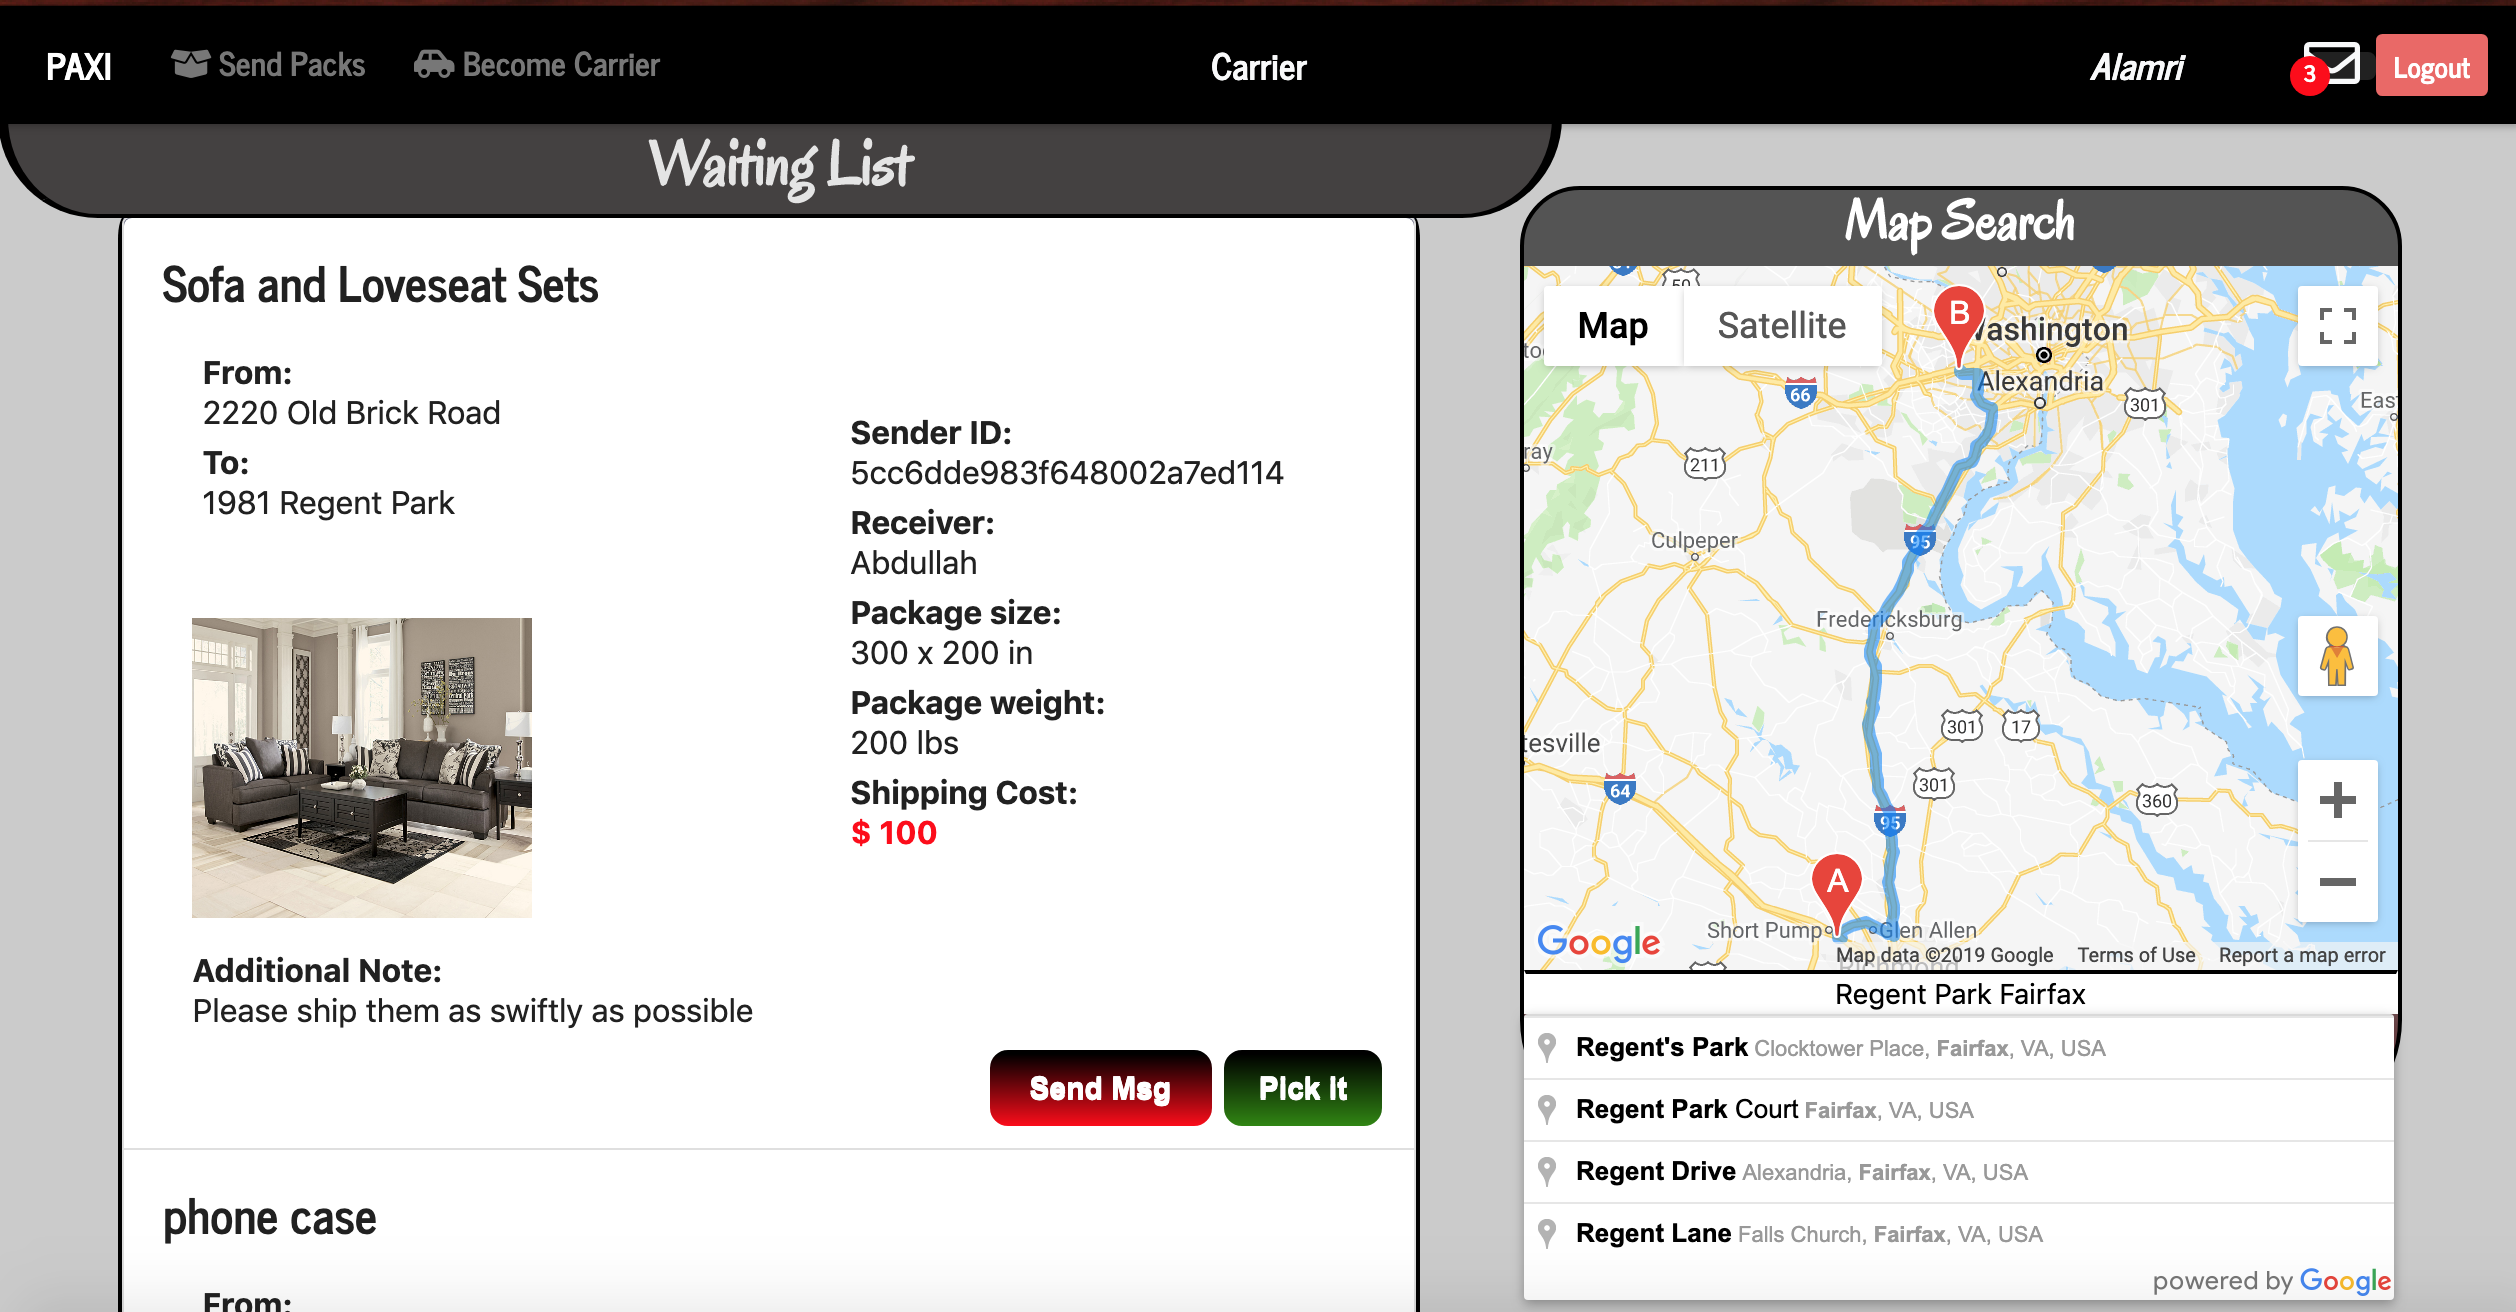 PAXI
Send Packs
Become Carrier
Carrier
Alamri
3
Logout
Waiting List
Sofa and Loveseat Sets
From:
2220 Old Brick Road
To:
1981 Regent Park
Sender ID:
5cc6dde983f648002a7ed114
Receiver:
Abdullah
Package size:
300 x 200 in
Package weight:
200 lbs
Shipping Cost:
$ 100
Additional Note:
Please ship them as swiftly as possible
Send Msg
Pick It
phone case
From:
Map Search
50
Map
Satellite
B
ashington
Alexandria
66
301
Eas
ray
211
95
Culpeper
Fredericksburg
301
17
tesville
64
301
360
95
A
Short Pump
Glen Allen
Google
Map data ©2019 Google
Terms of Use
Report a map error
Richmond
Regent Park Fairfax
Regent's Park Clocktower Place, Fairfax, VA, USA
Regent Park Court Fairfax, VA, USA
Regent Drive Alexandria, Fairfax, VA, USA
Regent Lane Falls Church, Fairfax, VA, USA
powered by Google